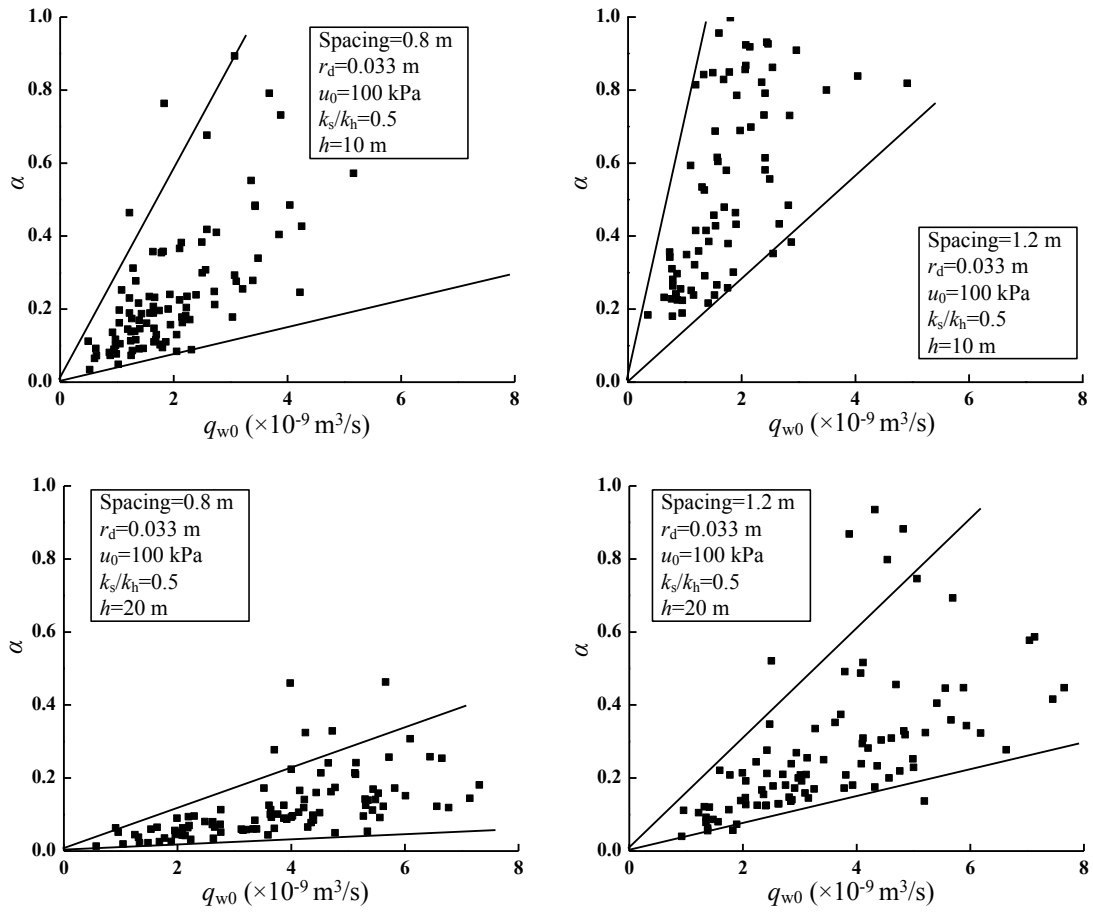 1.0
0.8
0.6
0.4
0.2
0.0
α
0 2 4 6 8
q_w0 (×10^-9 m^3/s)
Spacing=0.8 m
r_d=0.033 m
u_0=100 kPa
k_s/k_h=0.5
h=10 m
1.0
0.8
0.6
0.4
0.2
0.0
α
0 2 4 6 8
q_w0 (×10^-9 m^3/s)
Spacing=1.2 m
r_d=0.033 m
u_0=100 kPa
k_s/k_h=0.5
h=10 m
1.0
0.8
0.6
0.4
0.2
0.0
α
0 2 4 6 8
q_w0 (×10^-9 m^3/s)
Spacing=0.8 m
r_d=0.033 m
u_0=100 kPa
k_s/k_h=0.5
h=20 m
1.0
0.8
0.6
0.4
0.2
0.0
α
0 2 4 6 8
q_w0 (×10^-9 m^3/s)
Spacing=1.2 m
r_d=0.033 m
u_0=100 kPa
k_s/k_h=0.5
h=20 m